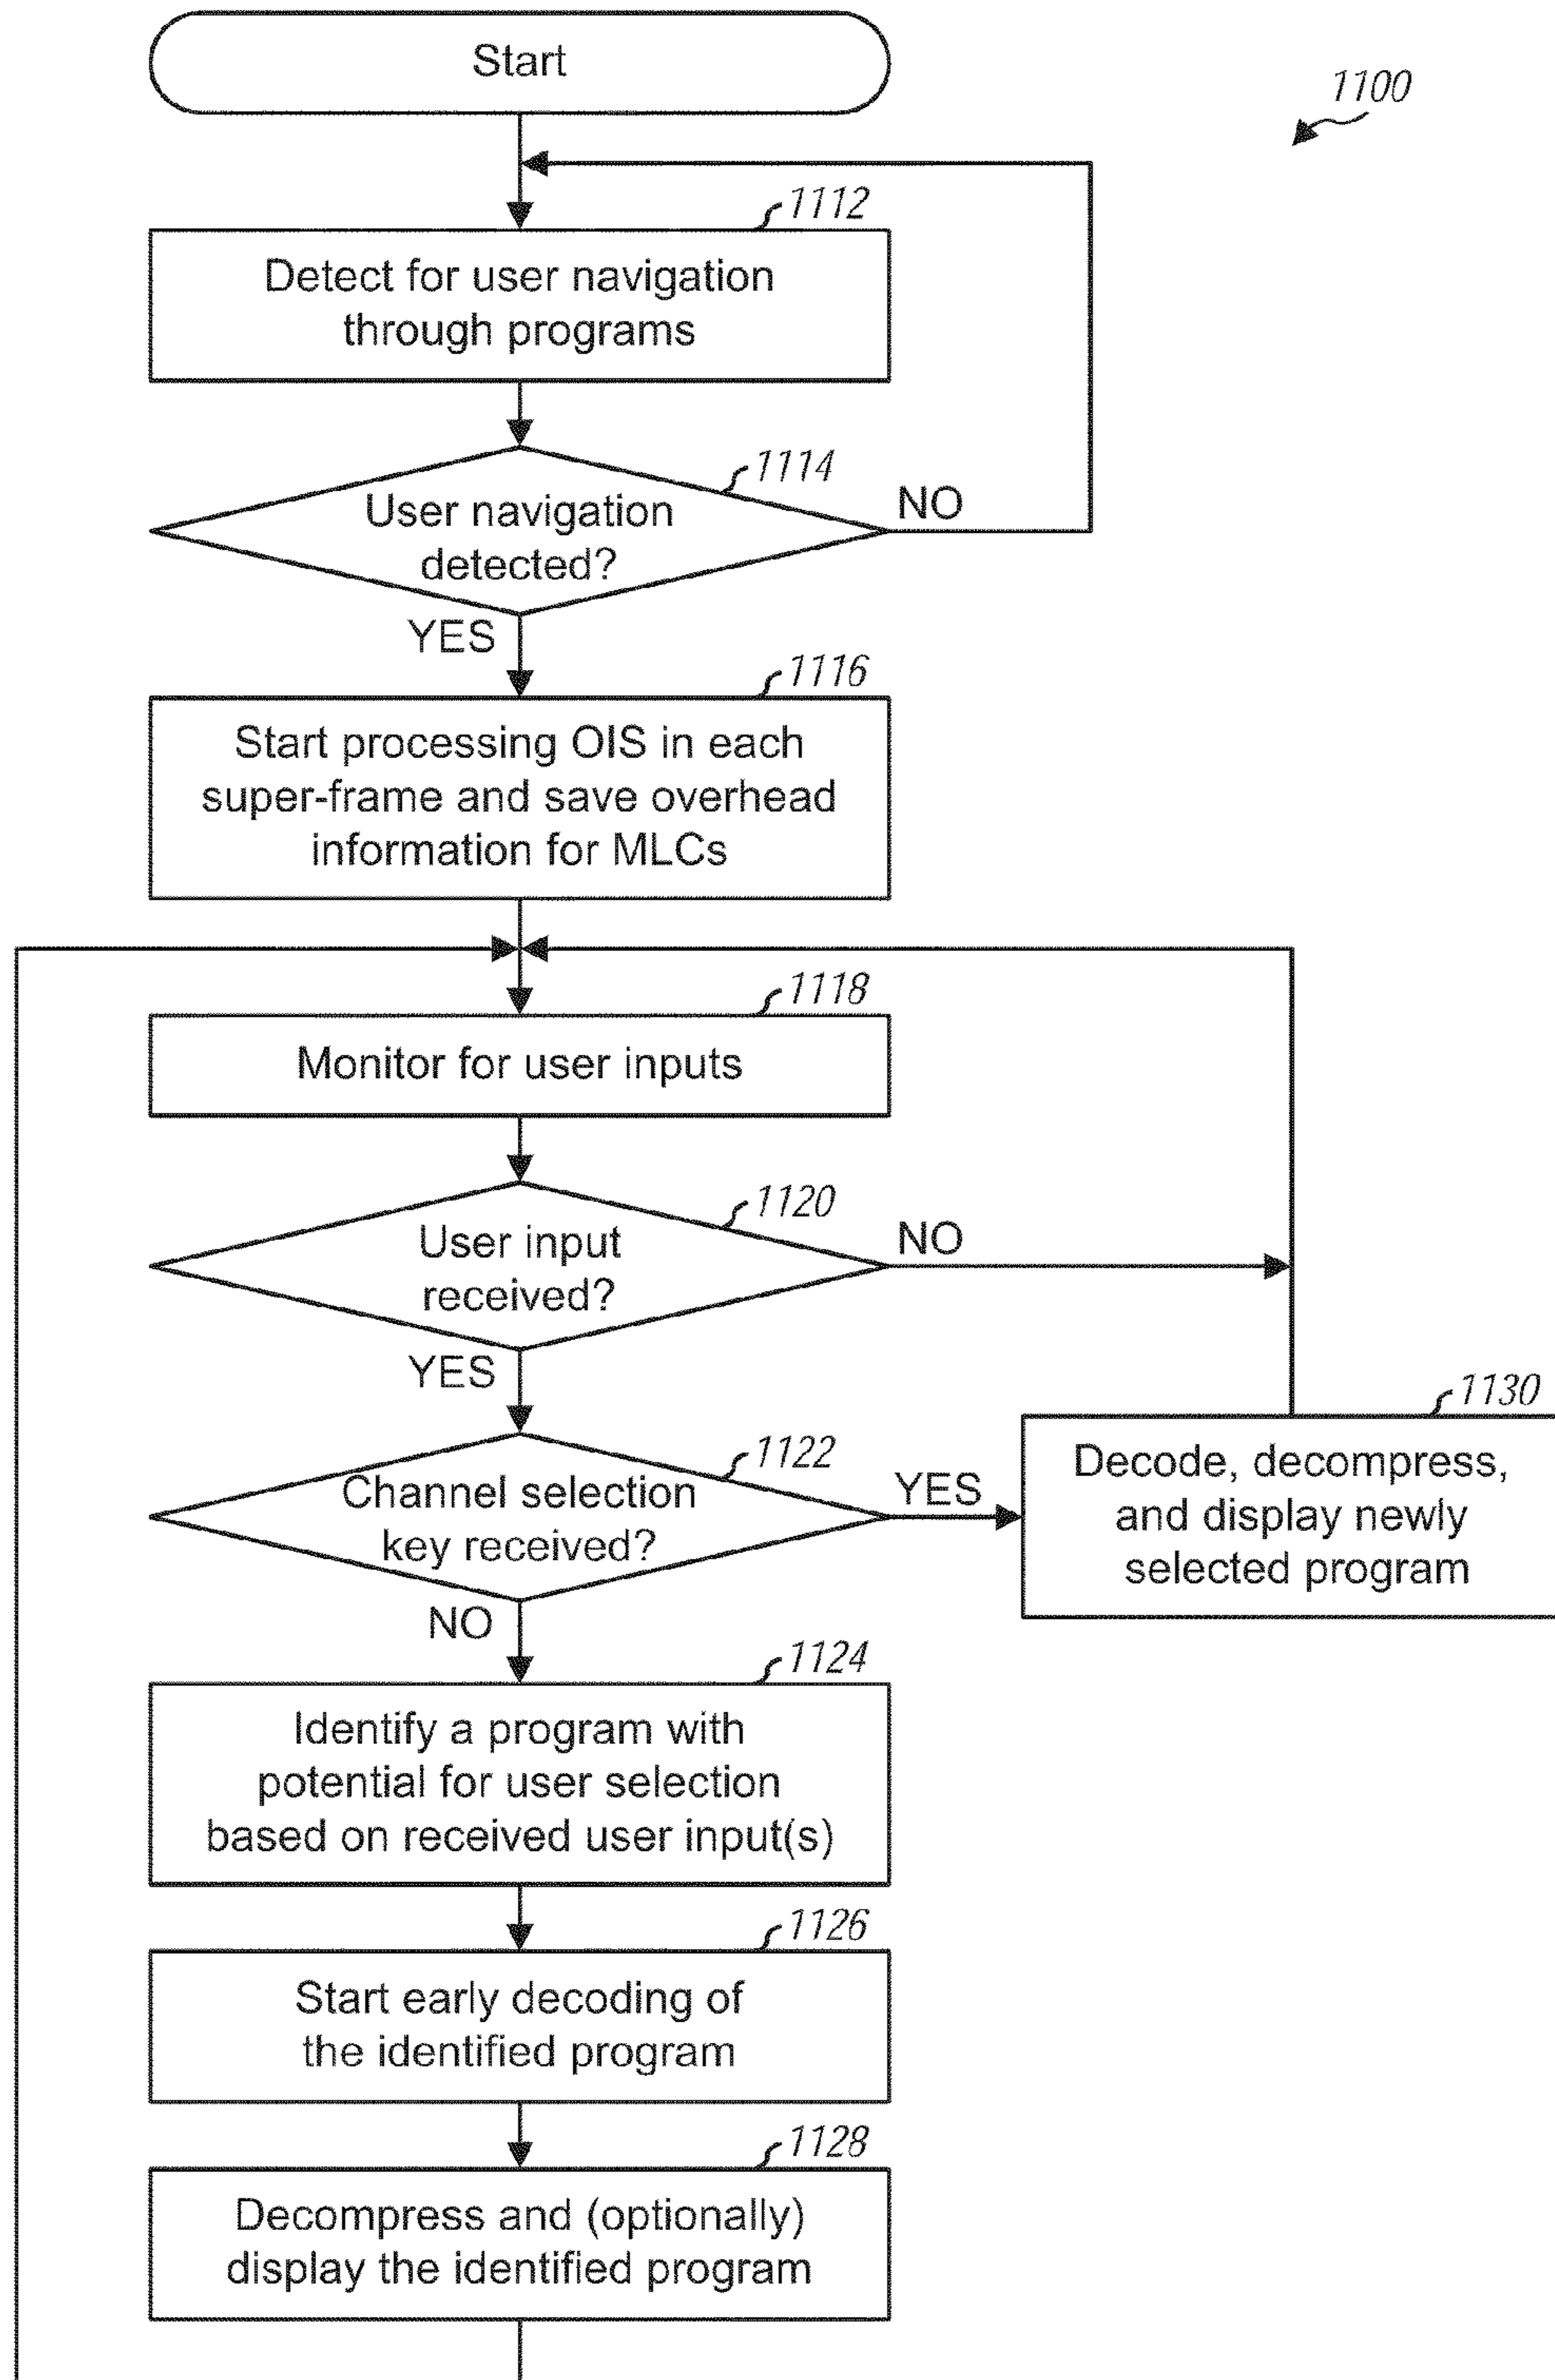 Start
1100
1112
Detect for user navigation
through programs
1114
User navigation
detected?
NO
YES
1116
Start processing OIS in each
super-frame and save overhead
information for MLCs
1118
Monitor for user inputs
1120
User input
received?
NO
YES
1122
Channel selection
key received?
YES
NO
1130
Decode, decompress,
and display newly
selected program
1124
Identify a program with
potential for user selection
based on received user input(s)
1126
Start early decoding of
the identified program
1128
Decompress and (optionally)
display the identified program